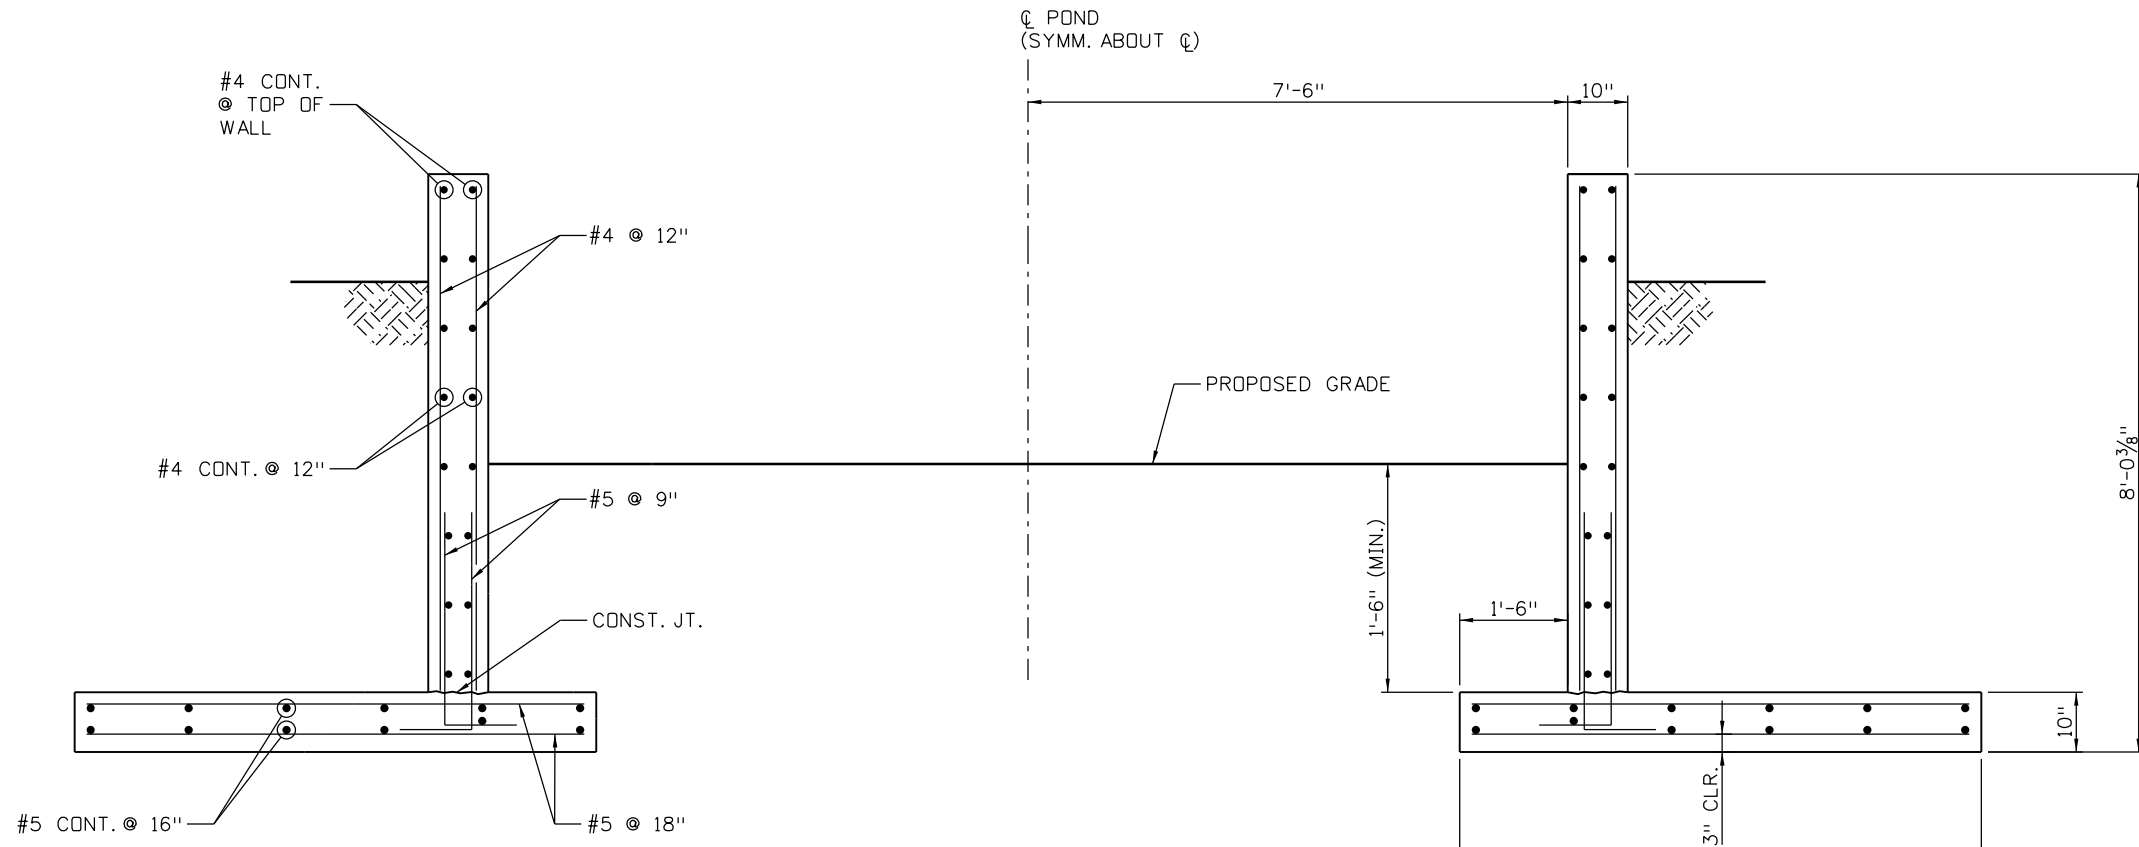 ℄ POND
(SYMM. ABOUT ℄)
#4 CONT.
@ TOP OF
WALL
7'-6"
10"
#4 @ 12"
PROPOSED GRADE
#4 CONT. @ 12"
8'-0⅜"
#5 @ 9"
1'-6" (MIN.)
1'-6"
CONST. JT.
10"
3" CLR.
#5 CONT. @ 16"
#5 @ 18"